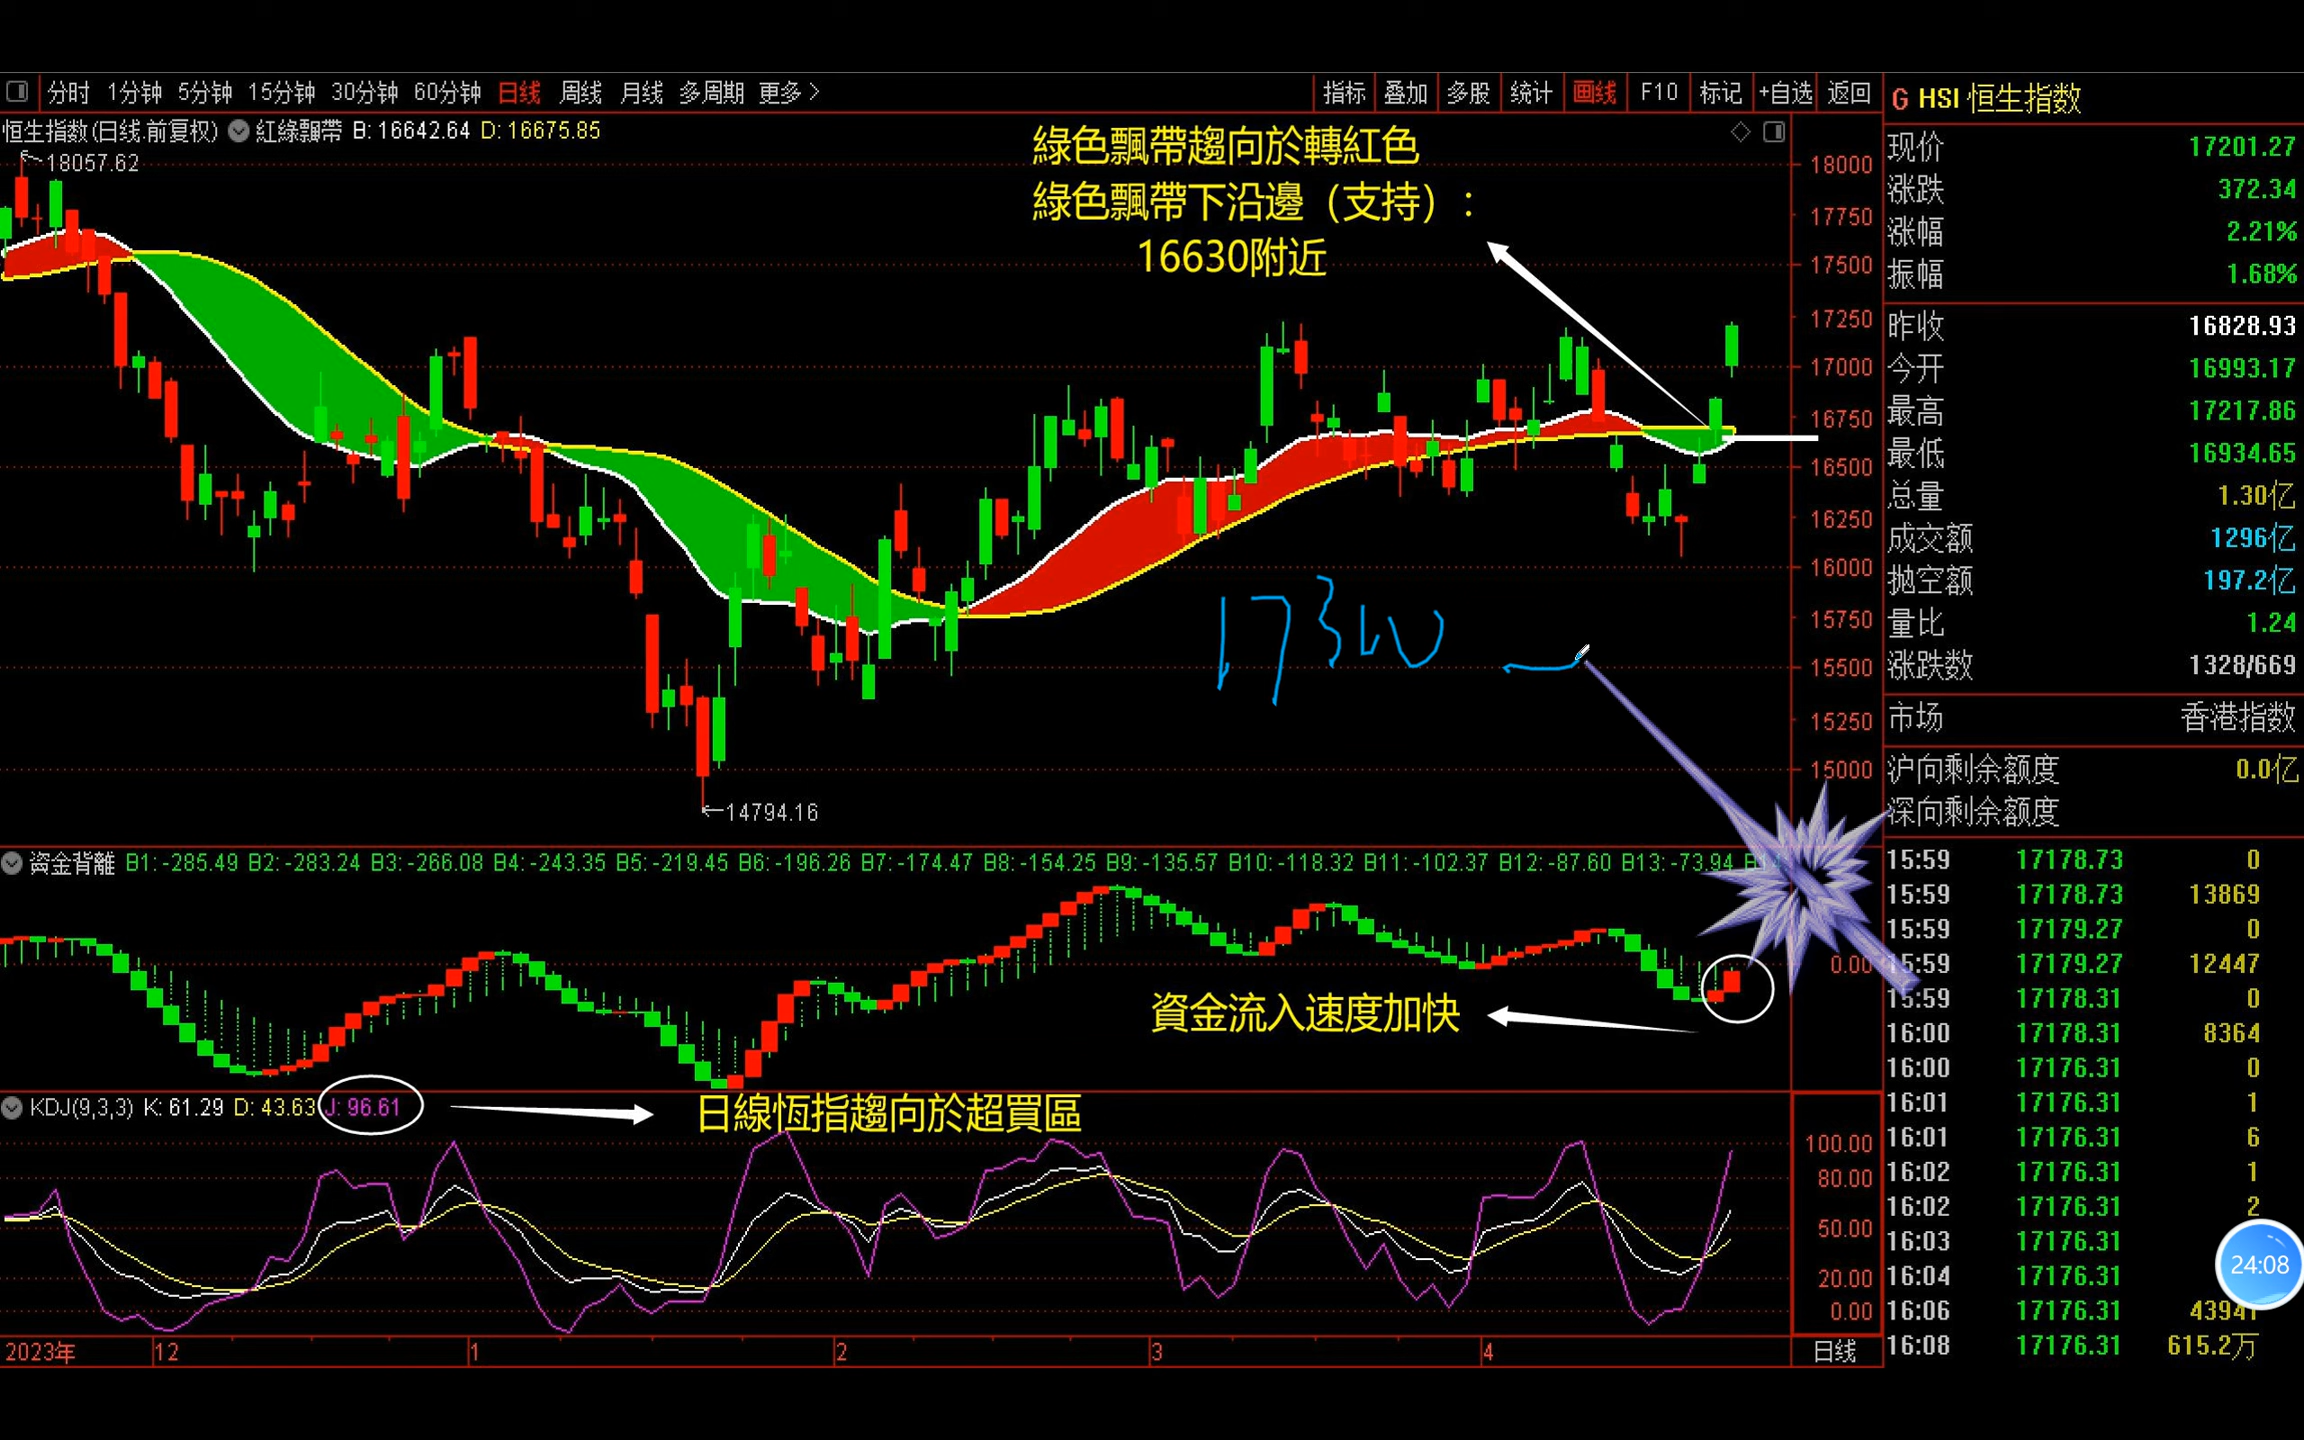 分时 1分钟 5分钟 15分钟 30分钟 60分钟 日线 周线 月线 多周期 更多 >
指标 叠加 多股 统计 画线 F10 标记 +自选 返回
G HSI 恒生指数
恒生指数(日线.前复权) 紅綠飄帶 B: 16642.64 D: 16675.85
18057.62
綠色飄帶趨向於轉紅色
綠色飄帶下沿邊（支持）：
16630附近
18000
17750
17500
17250
17000
16750
16500
16250
16000
15750
15500
15250
15000
14794.16
现价 17201.27
涨跌 372.34
涨幅 2.21%
振幅 1.68%
昨收 16828.93
今开 16993.17
最高 17217.86
最低 16934.65
总量 1.30亿
成交额 1296亿
抛空额 197.2亿
量比 1.24
涨跌数 1328/669
市场 香港指数
沪向剩余额度 0.0亿
深向剩余额度
資金背離 B1: -285.49 B2: -283.24 B3: -266.08 B4: -243.35 B5: -219.45 B6: -196.26 B7: -174.47 B8: -154.25 B9: -135.57 B10: -118.32 B11: -102.37 B12: -87.60 B13: -73.94
0.00
資金流入速度加快
KDJ(9,3,3) K: 61.29 D: 43.63 J: 96.61
日線恆指趨向於超買區
100.00
80.00
50.00
20.00
0.00
2023年 12 1 2 3 4 日线
15:59 17178.73 0
15:59 17178.73 13869
15:59 17179.27 0
15:59 17179.27 12447
15:59 17178.31 0
16:00 17178.31 8364
16:00 17176.31 0
16:01 17176.31 1
16:01 17176.31 6
16:02 17176.31 1
16:02 17176.31 2
16:03 17176.31
16:04 17176.31
16:06 17176.31
16:08 17176.31 615.2万
24:08